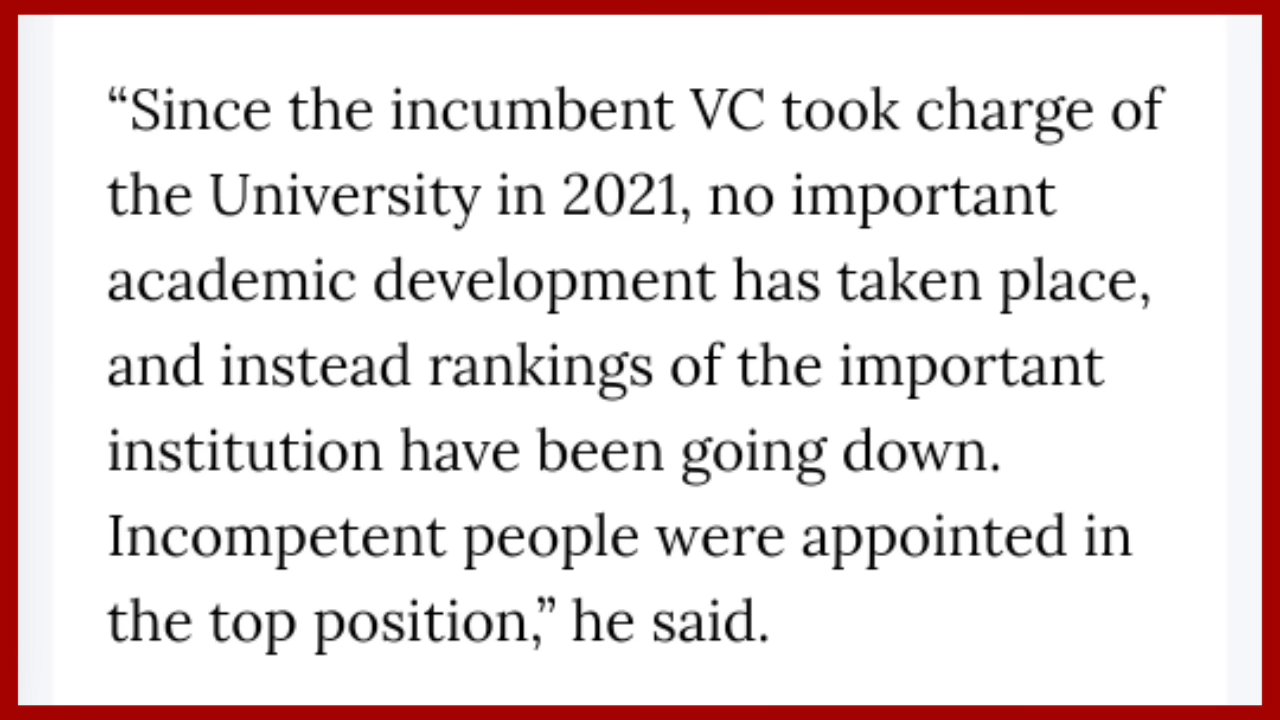 “Since the incumbent VC took charge of
the University in 2021, no important
academic development has taken place,
and instead rankings of the important
institution have been going down.
Incompetent people were appointed in
the top position,” he said.